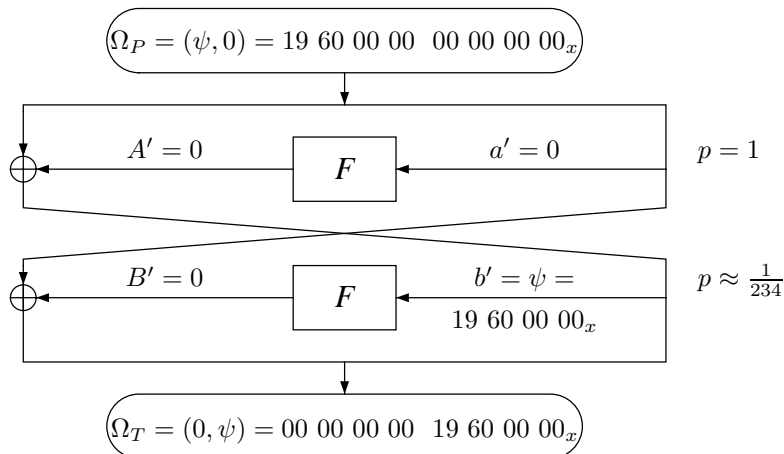 Ω_P = (ψ, 0) = 19 60 00 00 00 00 00 00_x
A′ = 0 F a′ = 0 p = 1
B′ = 0 F b′ = ψ = p ≈ 1/234
19 60 00 00_x
Ω_T = (0, ψ) = 00 00 00 00 19 60 00 00_x